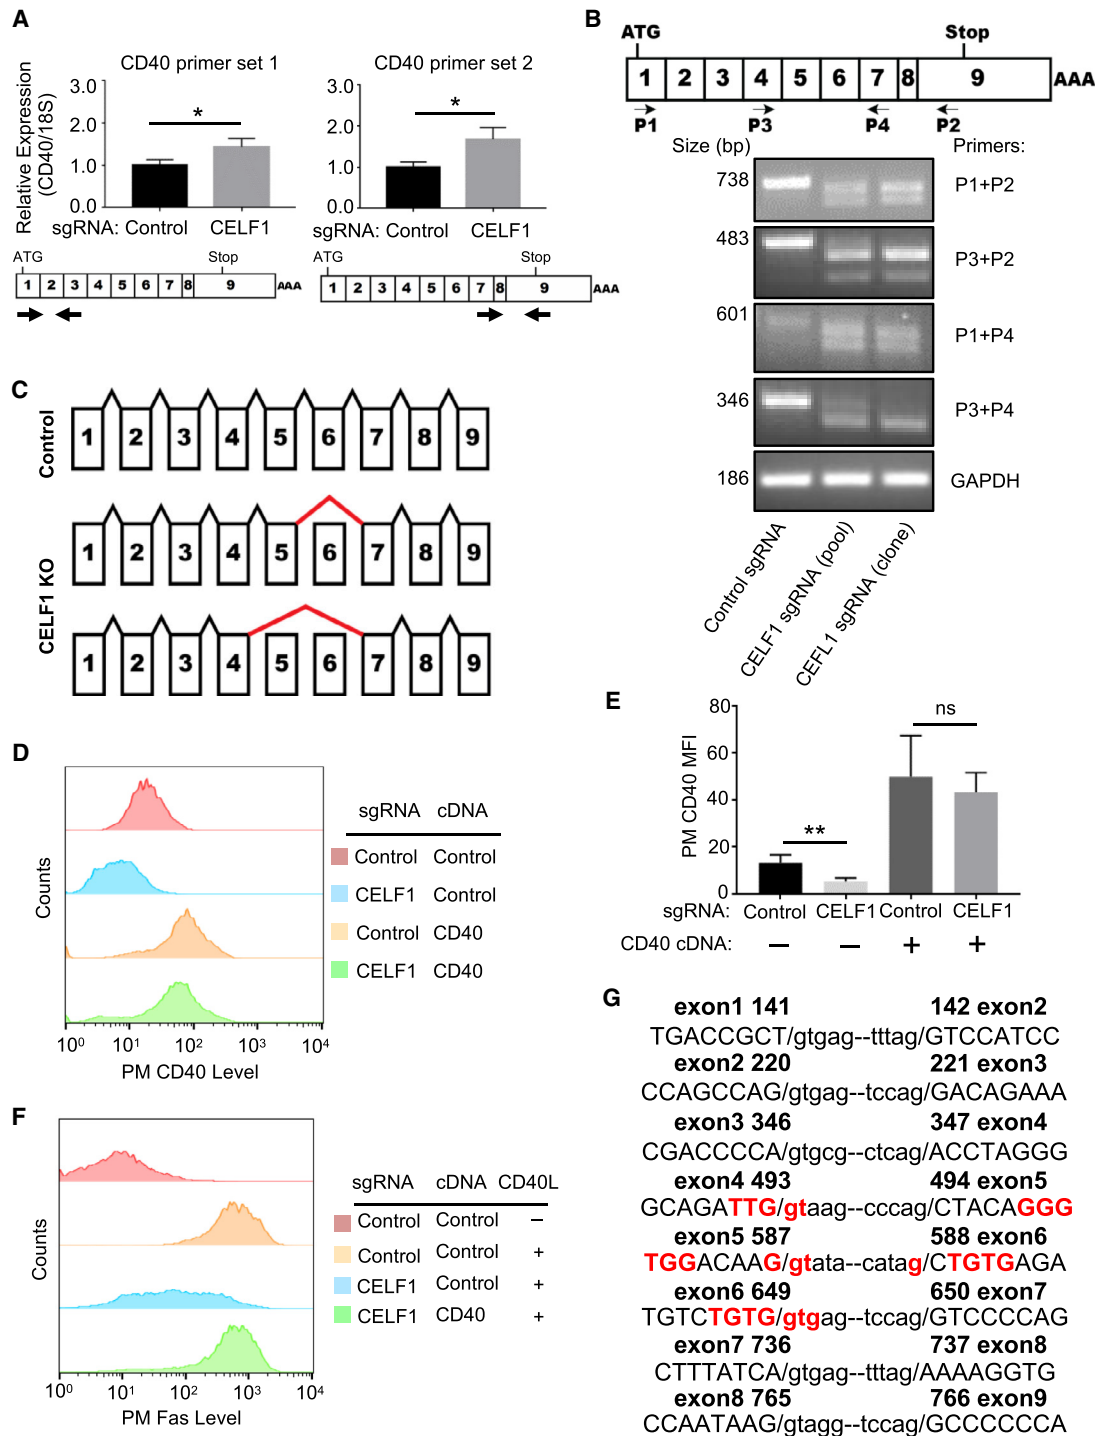 A
CD40 primer set 1
CD40 primer set 2
Relative Expression
(CD40/18S)
3.0
2.0
1.0
0.0
*
3.0
2.0
1.0
0.0
*
sgRNA: Control CELF1
sgRNA: Control CELF1
ATG Stop
1 2 3 4 5 6 7 8 9 AAA
ATG Stop
1 2 3 4 5 6 7 8 9 AAA
B
ATG Stop
1 2 3 4 5 6 7 8 9 AAA
P1 P3 P4 P2
Size (bp) Primers:
738 P1+P2
483 P3+P2
601 P1+P4
346 P3+P4
186 GAPDH
Control sgRNA
CELF1 sgRNA (pool)
CEFL1 sgRNA (clone)
C
Control
1 2 3 4 5 6 7 8 9
CELF1 KO
1 2 3 4 5 6 7 8 9
1 2 3 4 5 6 7 8 9
D
Counts
10⁰ 10¹ 10² 10³ 10⁴
PM CD40 Level
sgRNA cDNA
Control Control
CELF1 Control
Control CD40
CELF1 CD40
E
PM CD40 MFI
80
60
40
20
0
**
ns
sgRNA: Control CELF1 Control CELF1
CD40 cDNA: − − + +
F
Counts
10⁰ 10¹ 10² 10³ 10⁴
PM Fas Level
sgRNA cDNA CD40L
Control Control −
Control Control +
CELF1 Control +
CELF1 CD40 +
G
exon1 141 142 exon2
TGACCGCT/gtgag--tttag/GTCCATCC
exon2 220 221 exon3
CCAGCCAG/gtgag--tccag/GACAGAAA
exon3 346 347 exon4
CGACCCCA/gtgcg--ctcag/ACCTAGGG
exon4 493 494 exon5
GCAGATTG/gtaag--cccag/CTACAGGG
exon5 587 588 exon6
TGGACAAG/gtata--catag/CTGTGAGA
exon6 649 650 exon7
TGTCTGTG/gtgag--tccag/GTCCCCAG
exon7 736 737 exon8
CTTTATCA/gtgag--tttag/AAAAGGTG
exon8 765 766 exon9
CCAATAAG/gtagg--tccag/GCCCCCCA